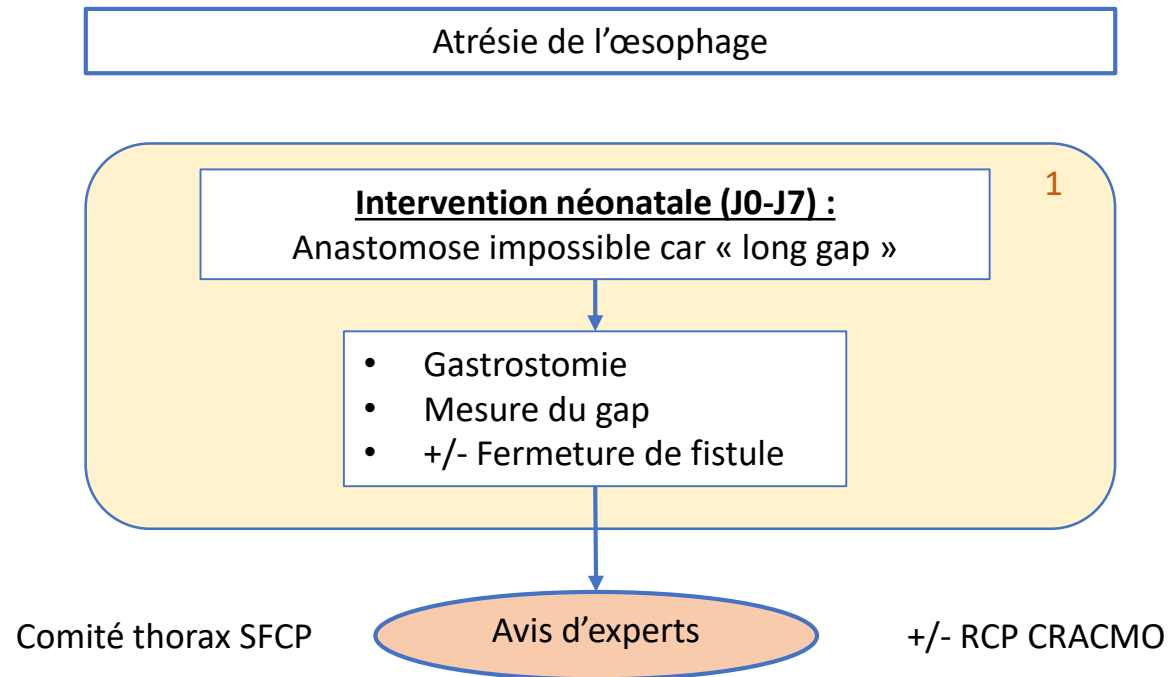 Atrésie de l’œsophage
1
Intervention néonatale (J0-J7) :
Anastomose impossible car « long gap »
• Gastrostomie
• Mesure du gap
• +/- Fermeture de fistule
Comité thorax SFCP
Avis d’experts
+/- RCP CRACMO